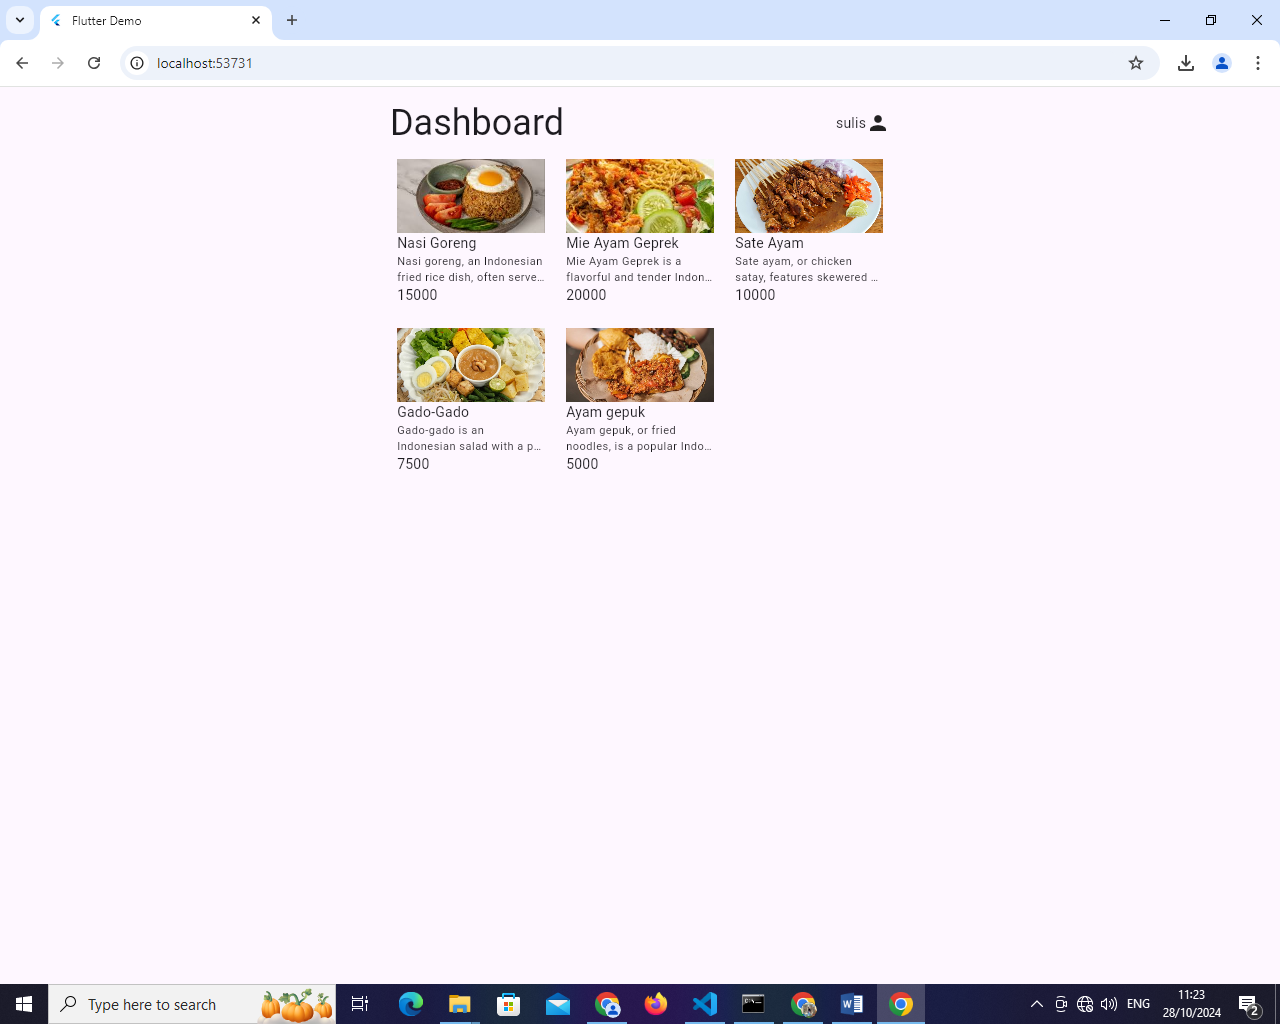 Flutter Demo
localhost:53731
Dashboard
sulis
Nasi Goreng
Nasi goreng, an Indonesian
fried rice dish, often serve…
15000
Mie Ayam Geprek
Mie Ayam Geprek is a
flavorful and tender Indon…
20000
Sate Ayam
Sate ayam, or chicken
satay, features skewered …
10000
Gado-Gado
Gado-gado is an
Indonesian salad with a p…
7500
Ayam gepuk
Ayam gepuk, or fried
noodles, is a popular Indo…
5000
Type here to search
ENG
11:23
28/10/2024
2